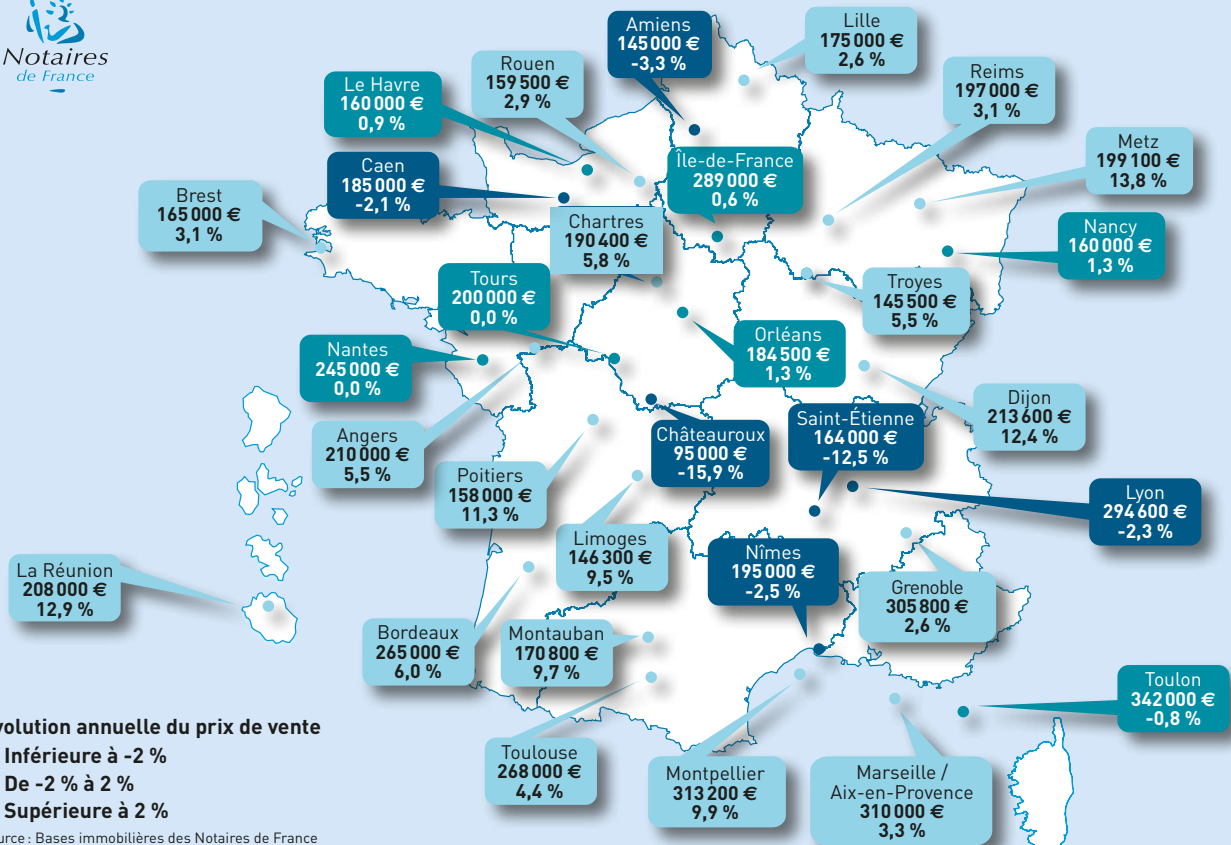 Notaires
de France
Amiens
145 000 €
-3,3 %
Lille
175 000 €
2,6 %
Rouen
159 500 €
2,9 %
Reims
197 000 €
3,1 %
Le Havre
160 000 €
0,9 %
Metz
199 100 €
13,8 %
Île-de-France
289 000 €
0,6 %
Caen
185 000 €
-2,1 %
Brest
165 000 €
3,1 %
Chartres
190 400 €
5,8 %
Nancy
160 000 €
1,3 %
Tours
200 000 €
0,0 %
Troyes
145 500 €
5,5 %
Orléans
184 500 €
1,3 %
Nantes
245 000 €
0,0 %
Dijon
213 600 €
12,4 %
Angers
210 000 €
5,5 %
Châteauroux
95 000 €
-15,9 %
Saint-Étienne
164 000 €
-12,5 %
Poitiers
158 000 €
11,3 %
Lyon
294 600 €
-2,3 %
Limoges
146 300 €
9,5 %
Nîmes
195 000 €
-2,5 %
La Réunion
208 000 €
12,9 %
Grenoble
305 800 €
2,6 %
Bordeaux
265 000 €
6,0 %
Montauban
170 800 €
9,7 %
Toulon
342 000 €
-0,8 %
Toulouse
268 000 €
4,4 %
Montpellier
313 200 €
9,9 %
Marseille /
Aix-en-Provence
310 000 €
3,3 %
volution annuelle du prix de vente
Inférieure à -2 %
De -2 % à 2 %
Supérieure à 2 %
urce : Bases immobilières des Notaires de France